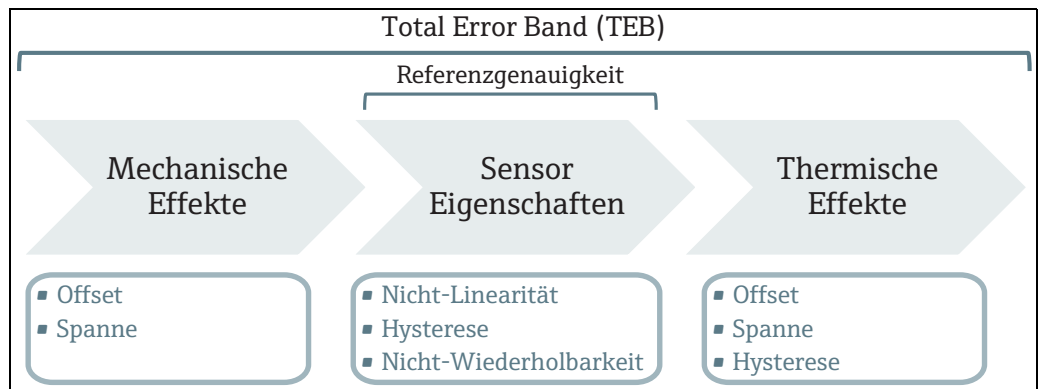 Total Error Band (TEB)
Referenzgenauigkeit
Mechanische
Effekte
Sensor
Eigenschaften
Thermische
Effekte
▪ Offset
▪ Spanne
▪ Nicht-Linearität
▪ Hysterese
▪ Nicht-Wiederholbarkeit
▪ Offset
▪ Spanne
▪ Hysterese